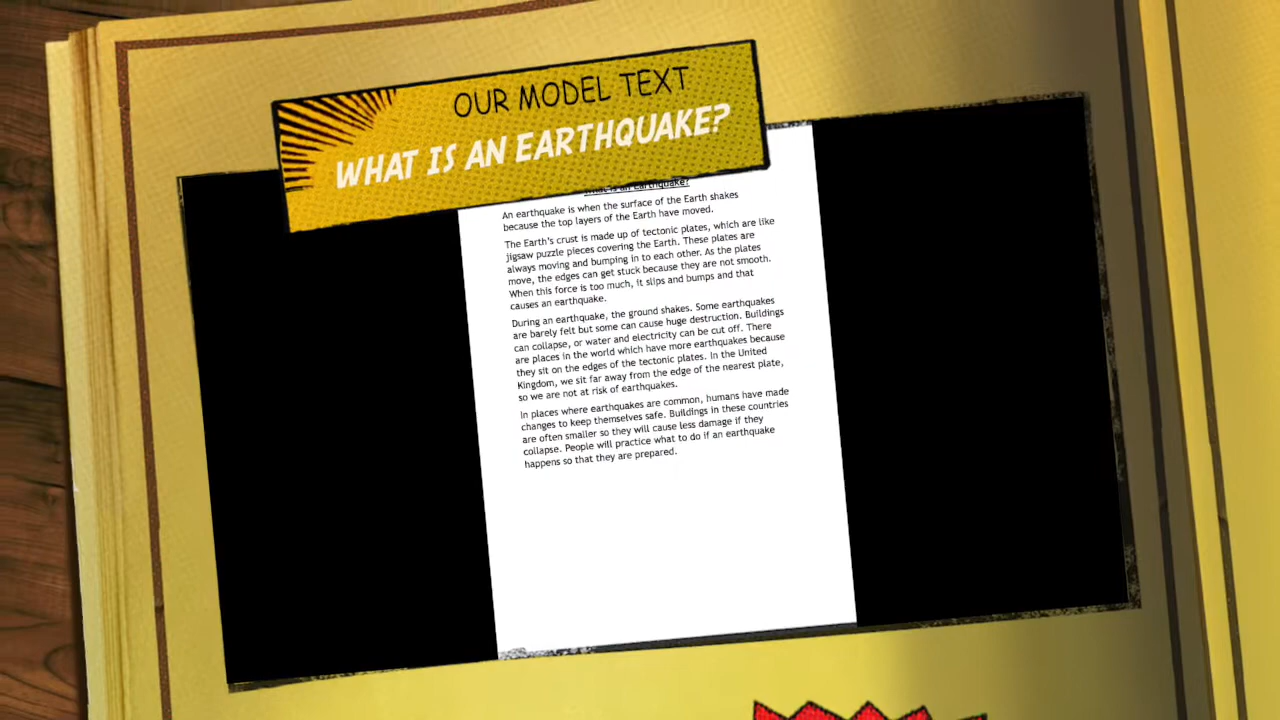 OUR MODEL TEXT
WHAT IS AN EARTHQUAKE?
What is an Earthquake?
An earthquake is when the surface of the Earth shakes
because the top layers of the Earth have moved.
The Earth's crust is made up of tectonic plates, which are like
jigsaw puzzle pieces covering the Earth. These plates are
always moving and bumping in to each other. As the plates
move, the edges can get stuck because they are not smooth.
When this force is too much, it slips and bumps and that
causes an earthquake.
During an earthquake, the ground shakes. Some earthquakes
are barely felt but some can cause huge destruction. Buildings
can collapse, or water and electricity can be cut off. There
are places in the world which have more earthquakes because
they sit on the edges of the tectonic plates. In the United
Kingdom, we sit far away from the edge of the nearest plate,
so we are not at risk of earthquakes.
In places where earthquakes are common, humans have made
changes to keep themselves safe. Buildings in these countries
are often smaller so they will cause less damage if they
collapse. People will practice what to do if an earthquake
happens so that they are prepared.